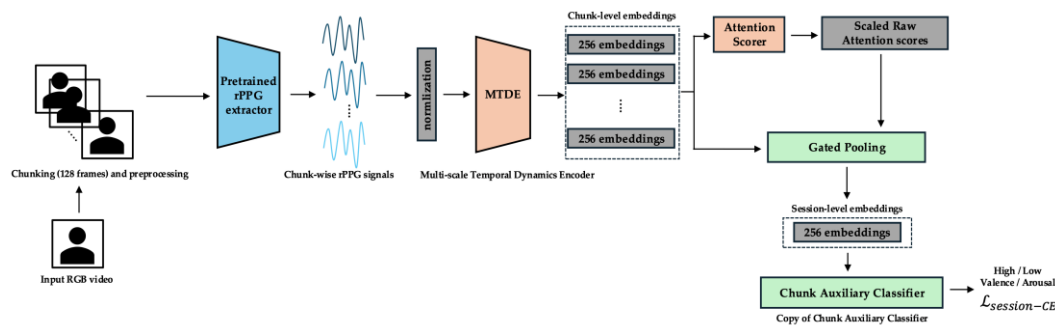 Chunk-level embeddings
256 embeddings
256 embeddings
256 embeddings
Attention
Scorer
Scaled Raw
Attention scores
Pretrained
rPPG
extractor
normlization
MTDE
Chunking (128 frames) and preprocessing
Chunk-wise rPPG signals
Multi-scale Temporal Dynamics Encoder
Gated Pooling
Session-level embeddings
256 embeddings
Input RGB video
Chunk Auxiliary Classifier
Copy of Chunk Auxiliary Classifier
High / Low
Valence / Arousal
ℒsession−CE